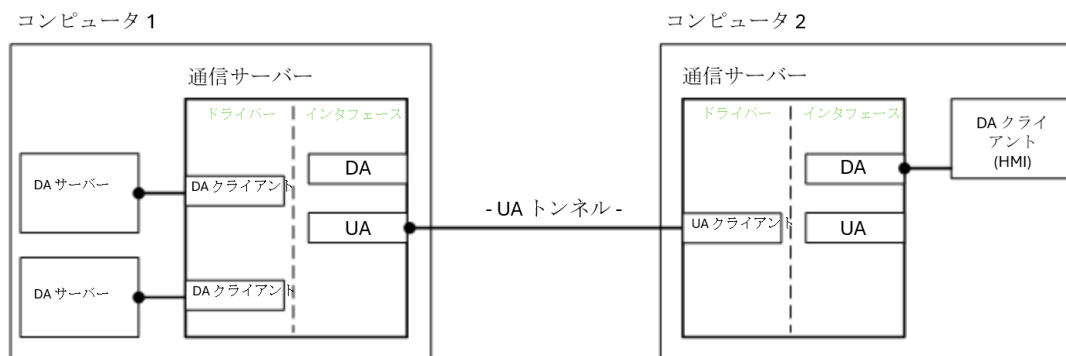 コンピュータ 1
コンピュータ 2
通信サーバー
通信サーバー
ドライバー
インタフェース
ドライバー
インタフェース
DA クライ
アント
(HMI)
DA サーバー
DA クライアント
DA
DA
- UA トンネル -
UA
UA クライアント
UA
DA サーバー
DA クライアント